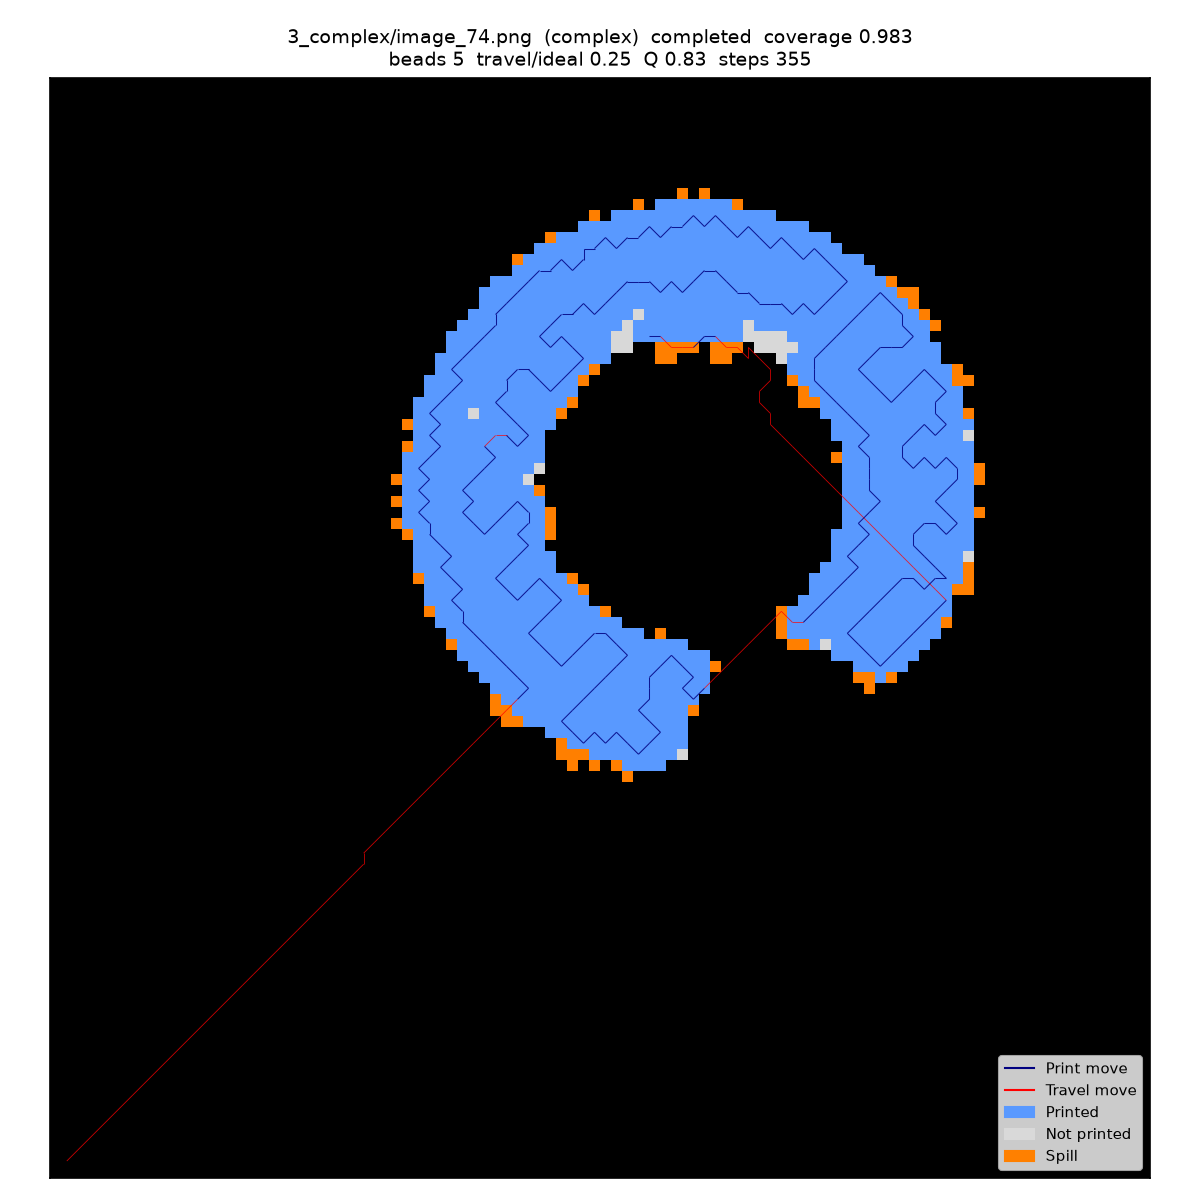 3_complex/image_74.png  (complex)  completed  coverage 0.983
beads 5  travel/ideal 0.25  Q 0.83  steps 355
Print move
Travel move
Printed
Not printed
Spill